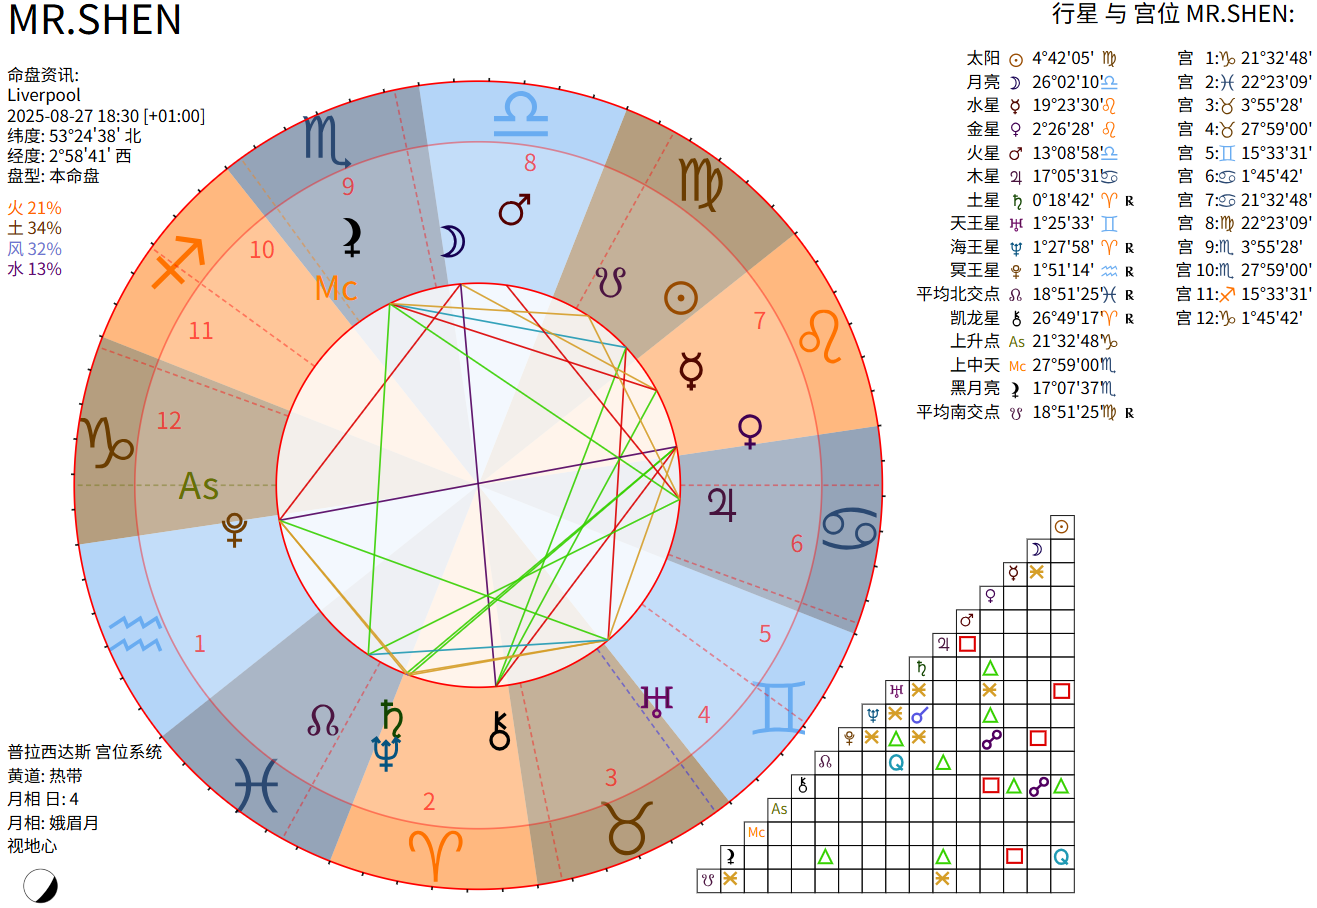 MR.SHEN
命盘资讯:
Liverpool
2025-08-27 18:30 [+01:00]
纬度: 53°24'38' 北
经度: 2°58'41' 西
盘型: 本命盘
火 21%
土 34%
风 32%
水 13%
行星 与 宫位 MR.SHEN:
太阳 ☉ 4°42'05' ♍ 宫 1:♑ 21°32'48'
月亮 ☽ 26°02'10' ♎ 宫 2:♓ 22°23'09'
水星 ☿ 19°23'30' ♌ 宫 3:♉ 3°55'28'
金星 ♀ 2°26'28' ♌ 宫 4:♉ 27°59'00'
火星 ♂ 13°08'58' ♎ 宫 5:♊ 15°33'31'
木星 ♃ 17°05'31' ♋ 宫 6:♋ 1°45'42'
土星 ♄ 0°18'42' ♈ R 宫 7:♋ 21°32'48'
天王星 ♅ 1°25'33' ♊ 宫 8:♍ 22°23'09'
海王星 ♆ 1°27'58' ♈ R 宫 9:♏ 3°55'28'
冥王星 1°51'14' ♒ R 宫 10:♏ 27°59'00'
平均北交点 ☊ 18°51'25' ♓ R 宫 11:♐ 15°33'31'
凯龙星 ⚷ 26°49'17' ♈ R 宫 12:♑ 1°45'42'
上升点 As 21°32'48' ♑
上中天 Mc 27°59'00' ♏
黑月亮 ⚸ 17°07'37' ♏
平均南交点 ☋ 18°51'25' ♍ R
8
9
10
Mc
7
11
12
As
6
1
5
4
3
2
普拉西达斯 宫位系统
黄道: 热带
月相 日: 4
月相: 娥眉月
视地心
Q
As
Mc
Q